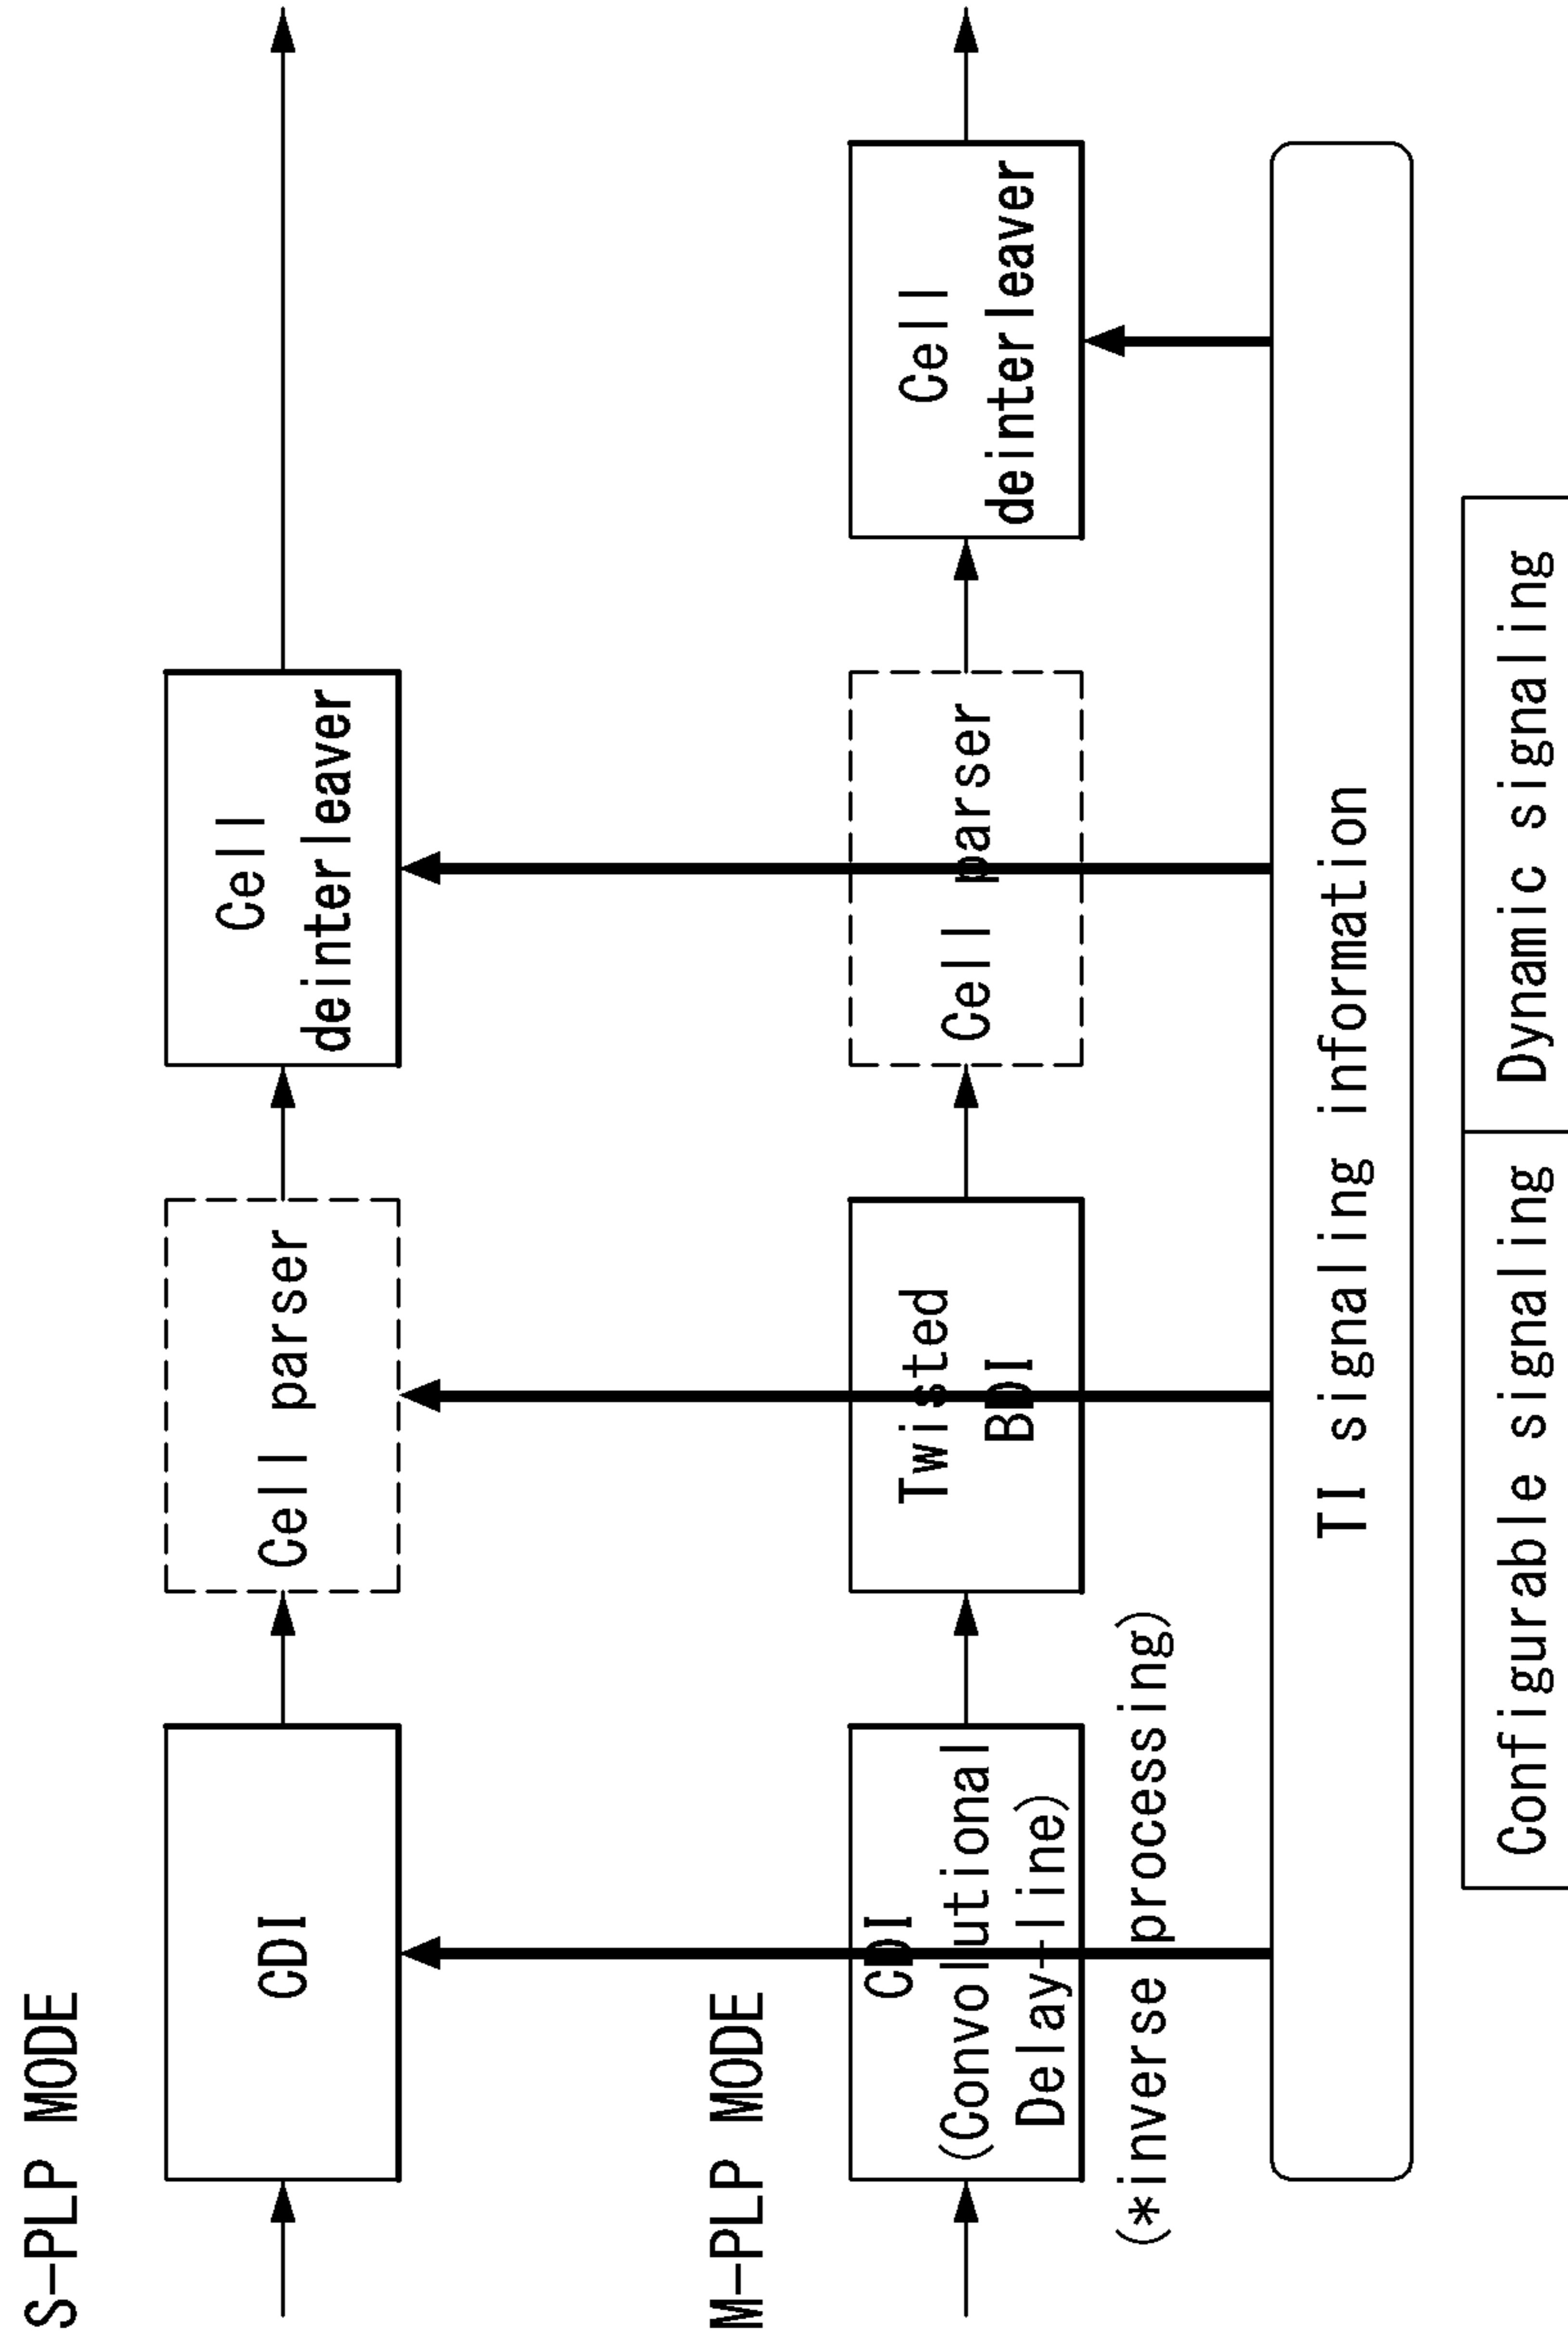 S-PLP MODE
CDI
Cell parser
Cell
deinterleaver
M-PLP MODE
CDI
(Convolutional
Delay-line)
(*inverse processing)
Twisted
BDI
Cell parser
Cell
deinterleaver
TI signaling information
Configurable signaling
Dynamic signaling